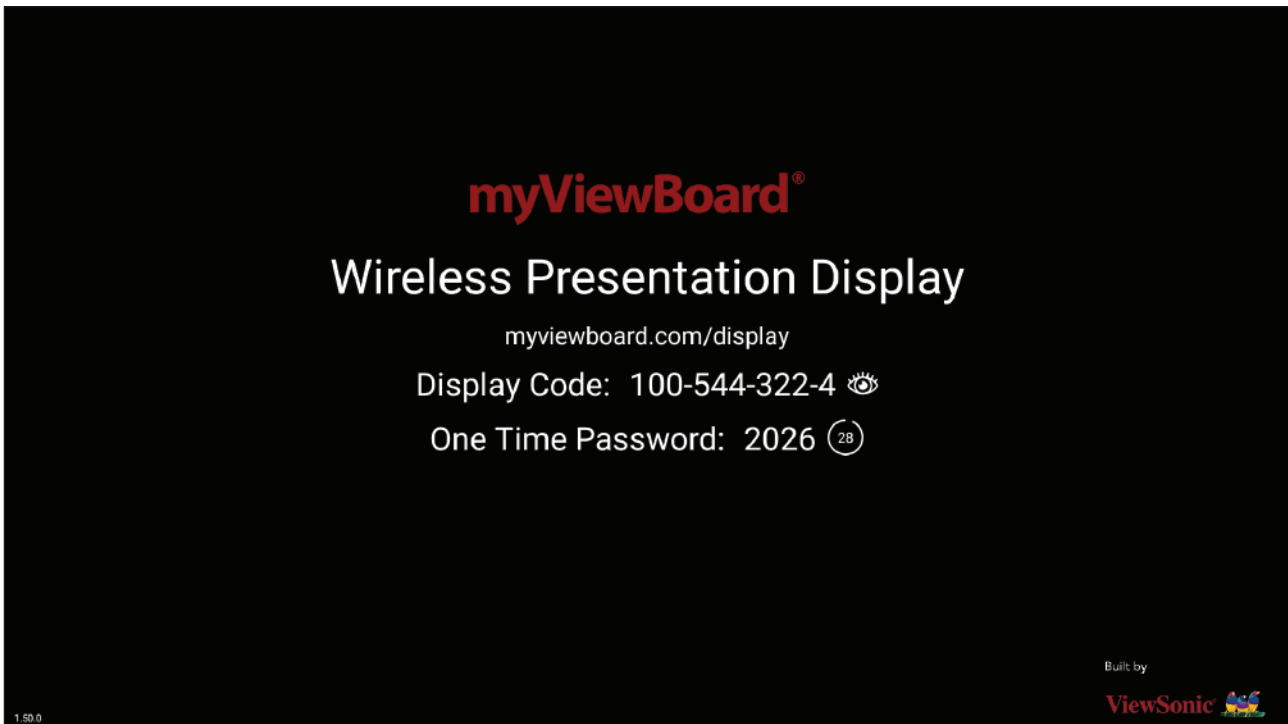 myViewBoard®
Wireless Presentation Display
myviewboard.com/display
Display Code: 100-544-322-4
One Time Password: 2026 28
Built by
ViewSonic®
1.50.0